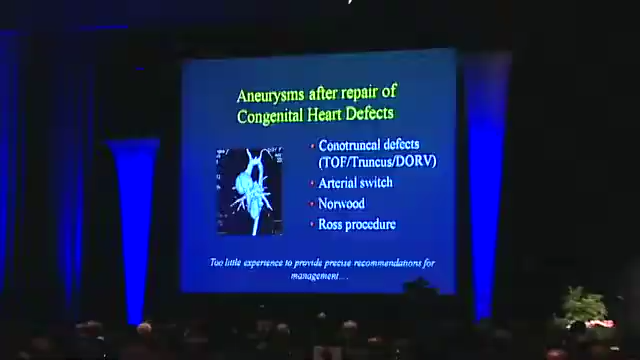 Aneurysms after repair of
Congenital Heart Defects
• Conotruncal defects
(TOF/Truncus/DORV)
• Arterial switch
• Norwood
• Ross procedure
Too little experience to provide precise recommendations for
management…